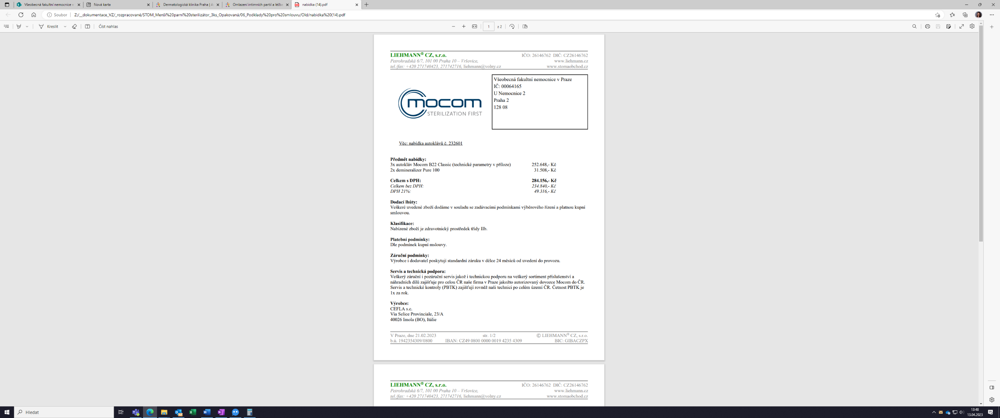 Všeobecná fakultní nemocnice v
Nová karta
Dermatologická klinika Praha | A
Omlazení intimních partií a léčba
nabidka (14).pdf
Soubor
Z:/__dokumentace_VZ/_rozpracované/STOM_Menší%20parní%20sterilizátor_3ks_Opakovaná/06_Podklady%20pro%20smlouvu/Old/nabidka%20(14).pdf
Kreslit
Číst nahlas
1
z 2
LIEHMANN® CZ, s.r.o. IČO: 26146762 DIČ: CZ26146762
Petrohradská 6/7, 101 00 Praha 10 – Vršovice, www.liehmann.cz
tel./fax: +420 271740423, 271742716, liehmann@volny.cz www.stomaobchod.cz
mocom
STERILIZATION FIRST
Všeobecná fakultní nemocnice v Praze
IČ: 00064165
U Nemocnice 2
Praha 2
128 08
Věc: nabídka autoklávů č. 232601
Předmět nabídky:
3x autokláv Mocom B22 Classic (technické parametry v příloze) 252.648,- Kč
2x demineralizer Pure 100 31.508,- Kč
Celkem s DPH: 284.156,- Kč
Celkem bez DPH: 234.840,- Kč
DPH 21%: 49.316,- Kč
Dodací lhůty:
Veškeré uvedené zboží dodáme v souladu se zadávacími podmínkami výběrového řízení a platnou kupní
smlouvou.
Klasifikace:
Nabízené zboží je zdravotnický prostředek třídy IIb.
Platební podmínky:
Dle podmínek kupní mslouvy.
Záruční podmínky:
Výrobce i dodavatel poskytují standardní záruku v délce 24 měsíců od uvedení do provozu.
Servis a technická podpora:
Veškerý záruční i pozáruční servis jakož i technickou podporu na veškerý sortiment příslušenství a
náhradních dílů zajišťuje pro celou ČR naše firma v Praze jakožto autorizovaný dovozce Mocom do ČR.
Servis a technické kontroly (PBTK) zajišťují rovněž naši technici po celém území ČR. Četnost PBTK je
1x za rok.
Výrobce:
CEFLA s.c.
Via Selice Provinciale, 23/A
40026 Imola (BO), Itálie
V Praze, dne 21.02.2023 str. 1/2 © LIEHMANN® CZ, s.r.o.
b.ú. 1942354309/0800 IBAN: CZ49 0800 0000 0019 4235 4309 BIC: GIBACZPX
LIEHMANN® CZ, s.r.o. IČO: 26146762 DIČ: CZ26146762
Petrohradská 6/7, 101 00 Praha 10 – Vršovice, www.liehmann.cz
tel./fax: +420 271740423, 271742716, liehmann@volny.cz www.stomaobchod.cz
Hledat
13:48
13.04.2023